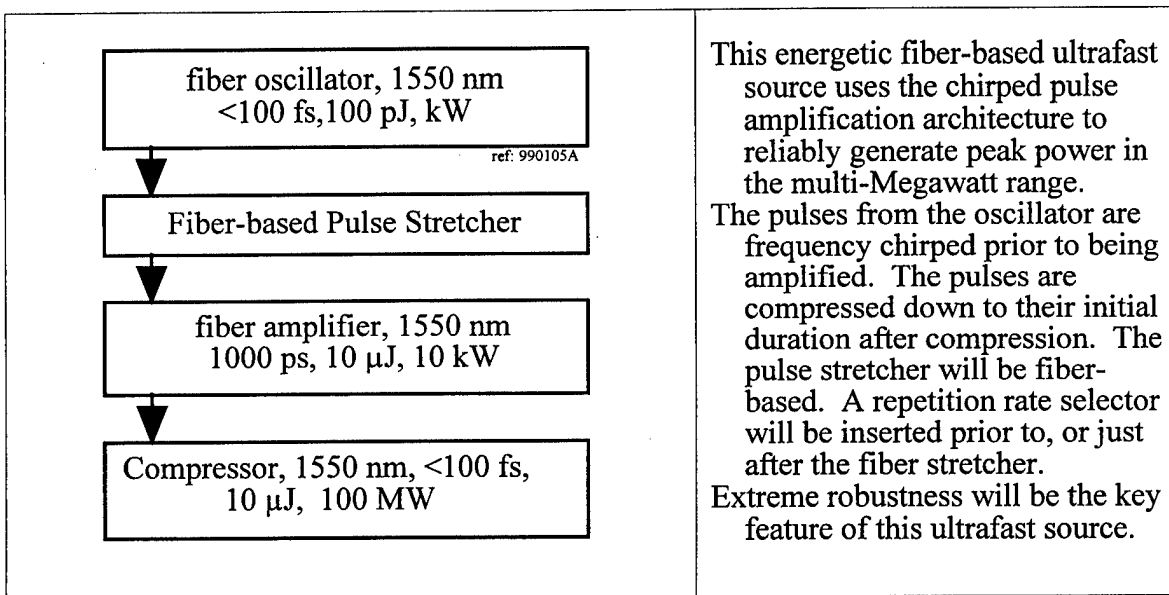 fiber oscillator, 1550 nm
<100 fs,100 pJ, kW
ref: 990105A
Fiber-based Pulse Stretcher
fiber amplifier, 1550 nm
1000 ps, 10 µJ, 10 kW
Compressor, 1550 nm, <100 fs,
10 µJ, 100 MW
This energetic fiber-based ultrafast
source uses the chirped pulse
amplification architecture to
reliably generate peak power in
the multi-Megawatt range.
The pulses from the oscillator are
frequency chirped prior to being
amplified. The pulses are
compressed down to their initial
duration after compression. The
pulse stretcher will be fiber-
based. A repetition rate selector
will be inserted prior to, or just
after the fiber stretcher.
Extreme robustness will be the key
feature of this ultrafast source.